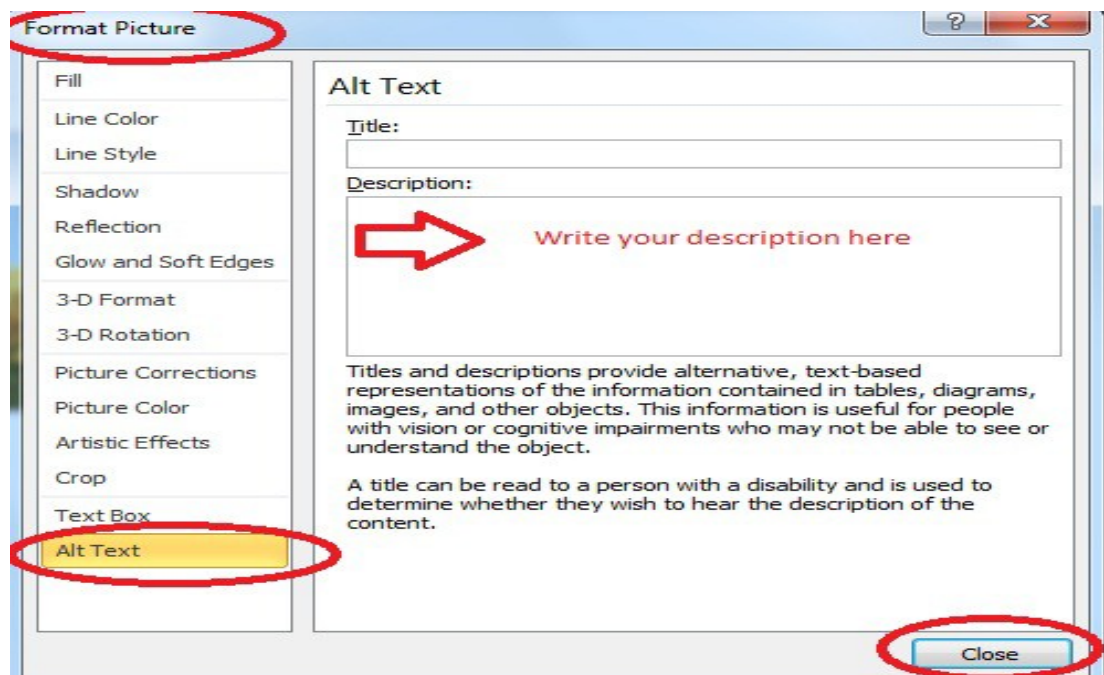 Format Picture
?
X
Fill
Line Color
Line Style
Shadow
Reflection
Glow and Soft Edges
3-D Format
3-D Rotation
Picture Corrections
Picture Color
Artistic Effects
Crop
Text Box
Alt Text
Alt Text
Title:
Description:
Write your description here
Titles and descriptions provide alternative, text-based
representations of the information contained in tables, diagrams,
images, and other objects. This information is useful for people
with vision or cognitive impairments who may not be able to see or
understand the object.
A title can be read to a person with a disability and is used to
determine whether they wish to hear the description of the
content.
Close